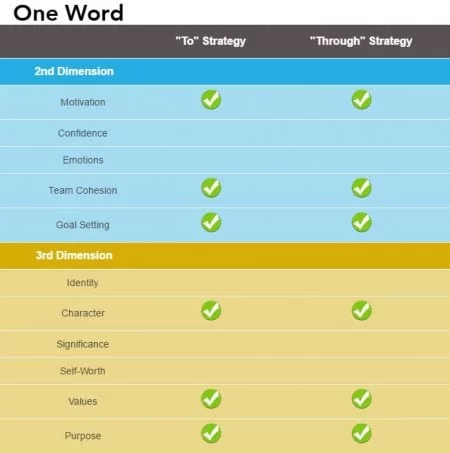 One Word
"To" Strategy "Through" Strategy
2nd Dimension
Motivation
Confidence
Emotions
Team Cohesion
Goal Setting
3rd Dimension
Identity
Character
Significance
Self-Worth
Values
Purpose